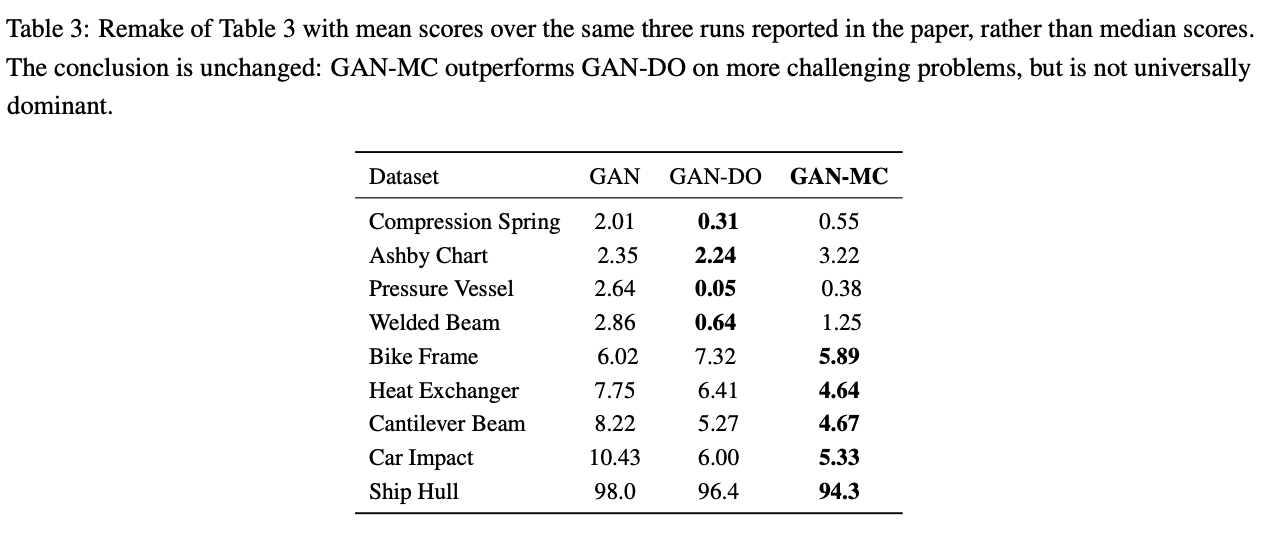 Table 3: Remake of Table 3 with mean scores over the same three runs reported in the paper, rather than median scores.
The conclusion is unchanged: GAN-MC outperforms GAN-DO on more challenging problems, but is not universally
dominant.
Dataset GAN GAN-DO GAN-MC
Compression Spring 2.01 0.31 0.55
Ashby Chart 2.35 2.24 3.22
Pressure Vessel 2.64 0.05 0.38
Welded Beam 2.86 0.64 1.25
Bike Frame 6.02 7.32 5.89
Heat Exchanger 7.75 6.41 4.64
Cantilever Beam 8.22 5.27 4.67
Car Impact 10.43 6.00 5.33
Ship Hull 98.0 96.4 94.3